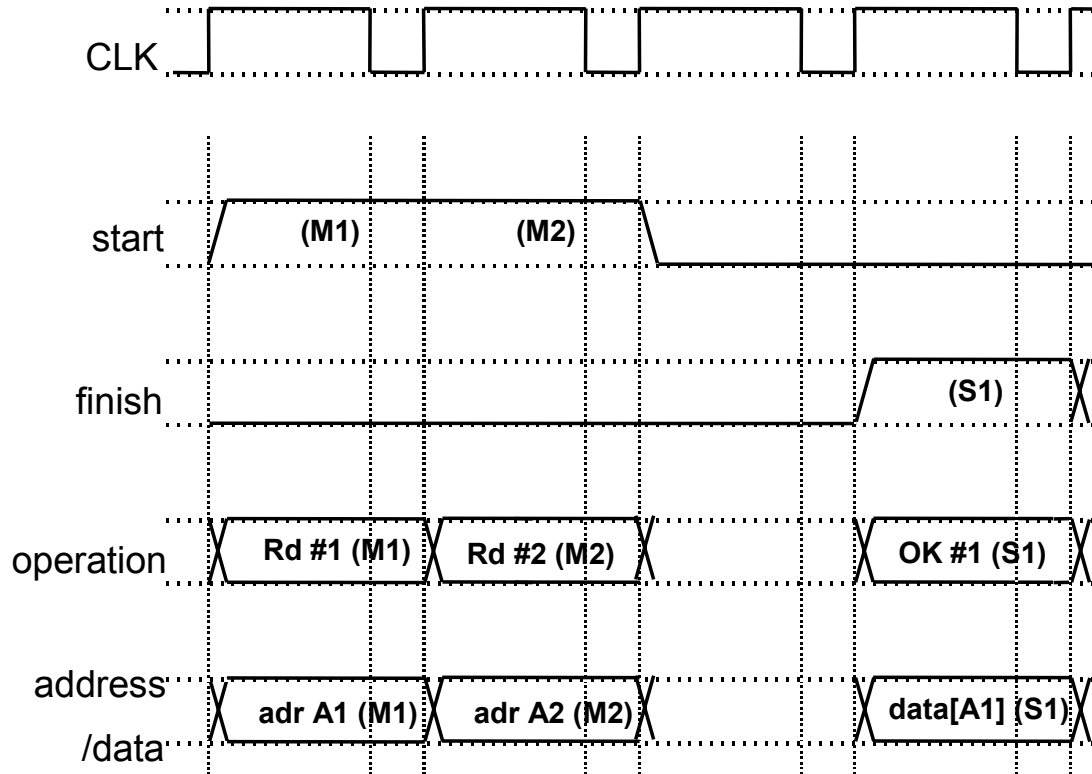 CLK
start
(M1)
(M2)
finish
(S1)
operation
Rd #1 (M1)
Rd #2 (M2)
OK #1 (S1)
address
/data
adr A1 (M1)
adr A2 (M2)
data[A1] (S1)